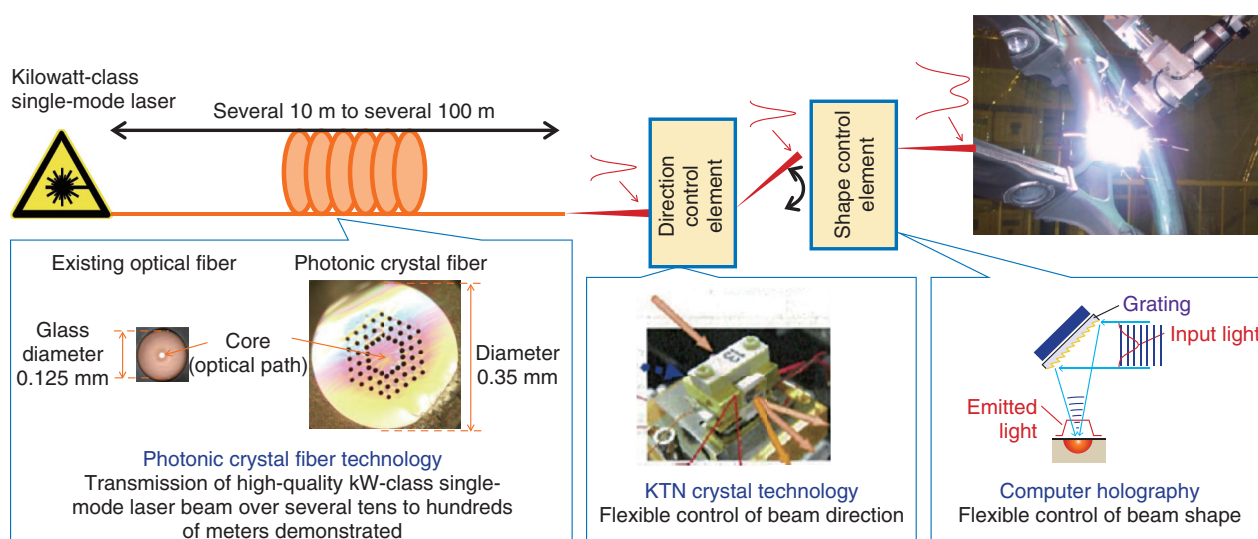 Kilowatt-class
single-mode laser
Several 10 m to several 100 m
Direction
control
element
Shape control
element
Existing optical fiber
Photonic crystal fiber
Glass
diameter
0.125 mm
Core
(optical path)
Diameter
0.35 mm
Photonic crystal fiber technology
Transmission of high-quality kW-class single-
mode laser beam over several tens to hundreds
of meters demonstrated
KTN crystal technology
Flexible control of beam direction
Grating
Input light
Emitted
light
Computer holography
Flexible control of beam shape